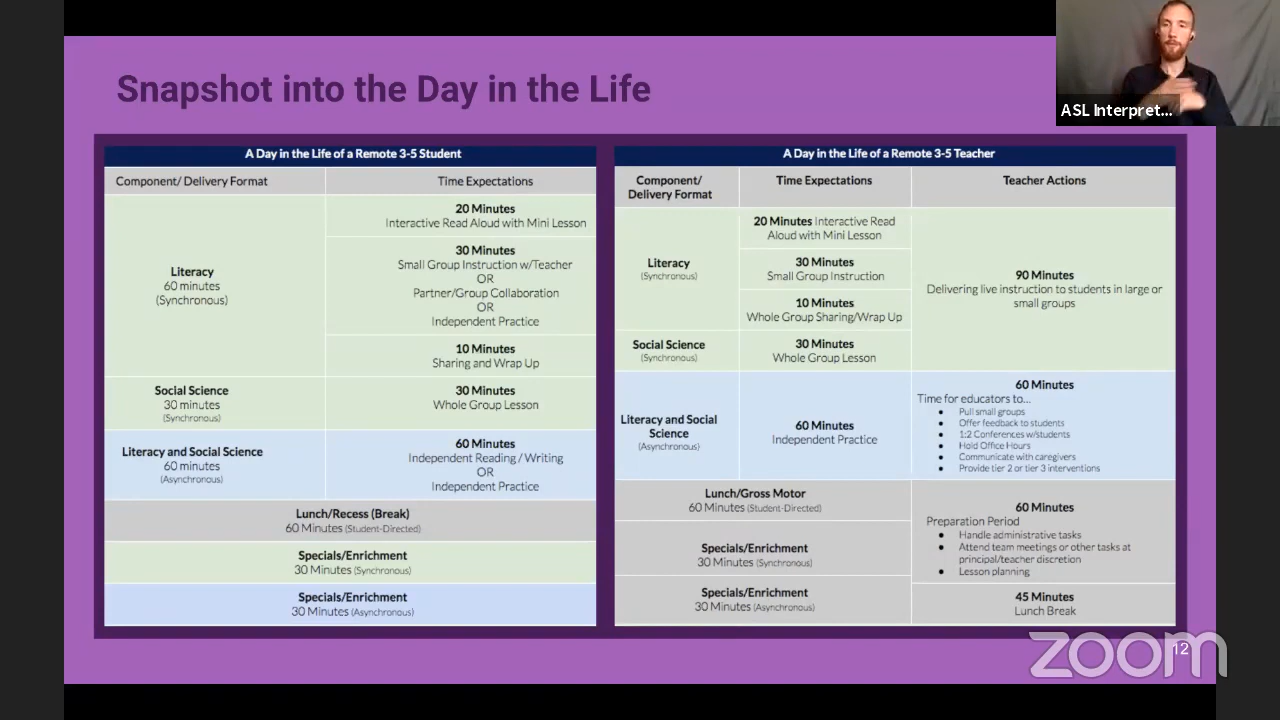 Snapshot into the Day in the Life
ASL Interpret...
A Day in the Life of a Remote 3-5 Student
Component/ Delivery Format
Time Expectations
Literacy
60 minutes
(Synchronous)
20 Minutes
Interactive Read Aloud with Mini Lesson
30 Minutes
Small Group Instruction w/Teacher
OR
Partner/Group Collaboration
OR
Independent Practice
10 Minutes
Sharing and Wrap Up
Social Science
30 minutes
(Synchronous)
30 Minutes
Whole Group Lesson
Literacy and Social Science
60 minutes
(Asynchronous)
60 Minutes
Independent Reading / Writing
OR
Independent Practice
Lunch/Recess (Break)
60 Minutes (Student-Directed)
Specials/Enrichment
30 Minutes (Synchronous)
Specials/Enrichment
30 Minutes (Asynchronous)
A Day in the Life of a Remote 3-5 Teacher
Component/
Delivery Format
Time Expectations
Teacher Actions
Literacy
(Synchronous)
20 Minutes Interactive Read
Aloud with Mini Lesson
30 Minutes
Small Group Instruction
10 Minutes
Whole Group Sharing/Wrap Up
90 Minutes
Delivering live instruction to students in large or
small groups
Social Science
(Synchronous)
30 Minutes
Whole Group Lesson
Literacy and Social
Science
(Asynchronous)
60 Minutes
Independent Practice
60 Minutes
Time for educators to...
● Pull small groups
● Offer feedback to students
● 1:2 Conferences w/students
● Hold Office Hours
● Communicate with caregivers
● Provide tier 2 or tier 3 interventions
Lunch/Gross Motor
60 Minutes (Student-Directed)
Specials/Enrichment
30 Minutes (Synchronous)
Specials/Enrichment
30 Minutes (Asynchronous)
60 Minutes
Preparation Period
● Handle administrative tasks
● Attend team meetings or other tasks at
principal/teacher discretion
● Lesson planning
45 Minutes
Lunch Break
12
zoom